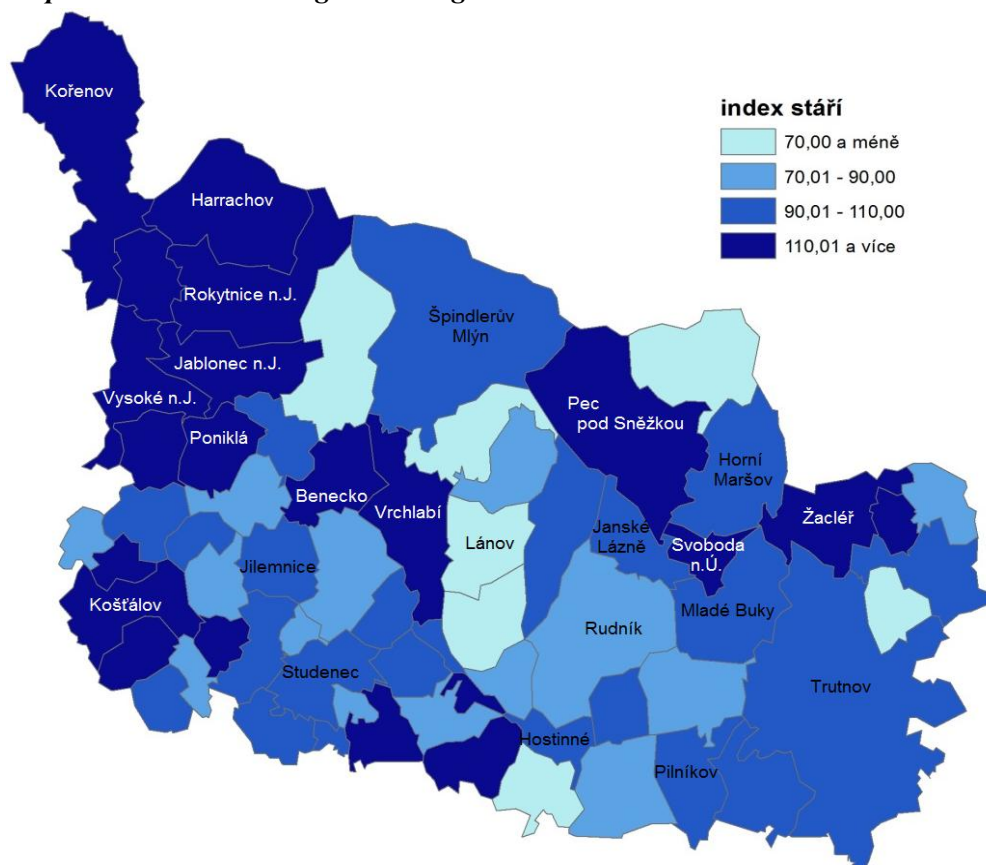 Kořenov
index stáří
70,00 a méně
70,01 - 90,00
90,01 - 110,00
110,01 a více
Harrachov
Rokytnice n.J.
Špindlerův
Mlýn
Jablonec n.J.
Vysoké n.J.
Pec
pod Sněžkou
Poniklá
Horní
Maršov
Benecko
Vrchlabí
Žacléř
Lánov
Janské
Lázně
Svoboda
n.Ú.
Jilemnice
Košťálov
Mladé Buky
Rudník
Studenec
Trutnov
Hostinné
Pilníkov